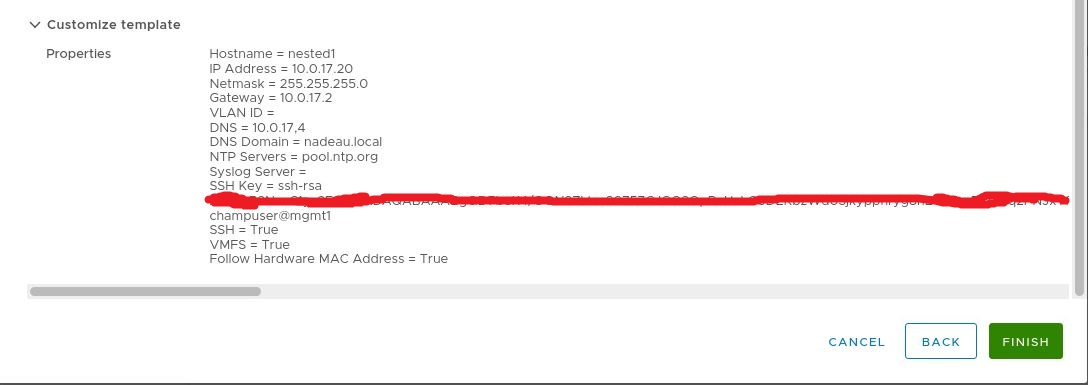 Customize template
Properties
Hostname = nested1
IP Address = 10.0.17.20
Netmask = 255.255.255.0
Gateway = 10.0.17.2
VLAN ID =
DNS = 10.0.17,4
DNS Domain = nadeau.local
NTP Servers = pool.ntp.org
Syslog Server =
SSH Key = ssh-rsa
champuser@mgmt1
SSH = True
VMFS = True
Follow Hardware MAC Address = True
CANCEL
BACK
FINISH